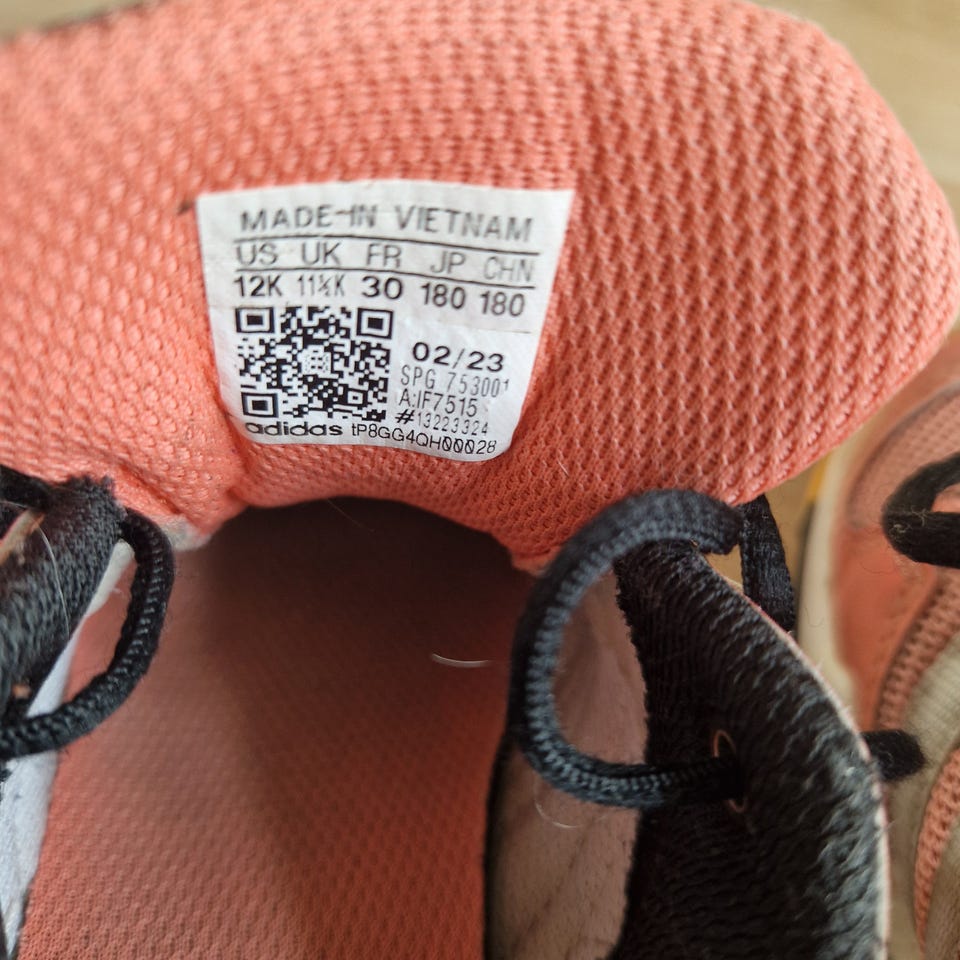 MADE IN VIETNAM
US UK FR JP CHN
12K 11½K 30 180 180
02/23
SPG 753001
A:IF7515
#13223324
adidas tP8GG4QH00028